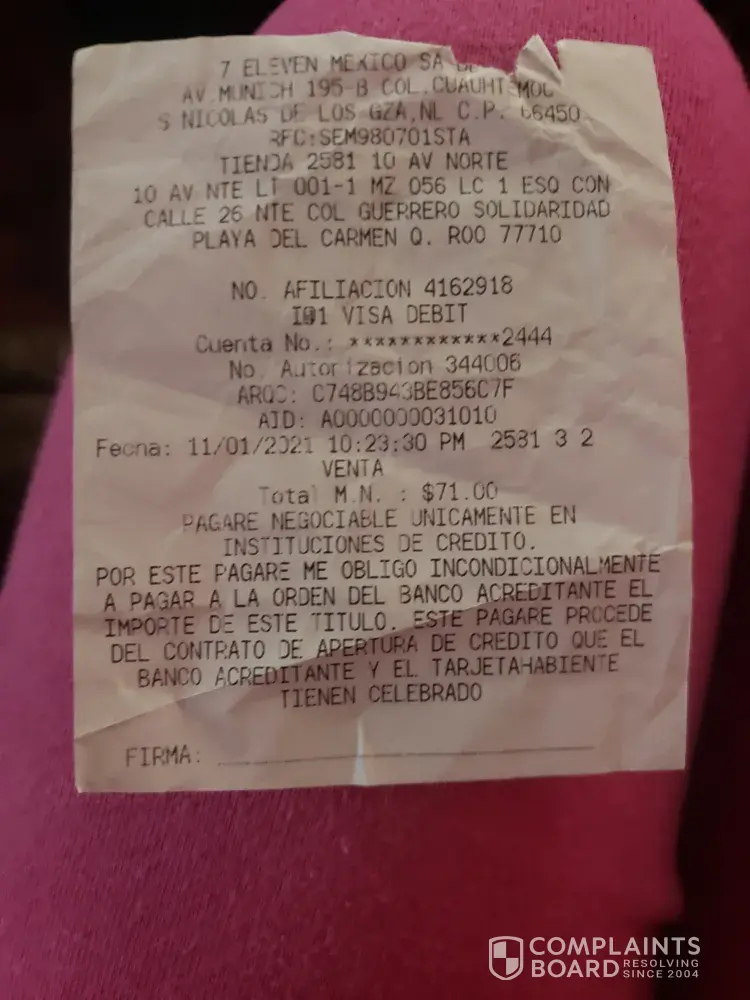 7 ELEVEN MEXICO SA DE
AV.MUNICH 195-B COL.CUAUHTEMOC
S NICOLAS DE LOS GZA,NL C.P. 66450
RFC:SEM980701STA
TIENDA 2581 10 AV NORTE
10 AV NTE LT 001-1 MZ 056 LC 1 ESQ CON
CALLE 26 NTE COL GUERRERO SOLIDARIDAD
PLAYA DEL CARMEN Q. ROO 77710
NO. AFILIACION 4162918
I@1 VISA DEBIT
Cuenta No.: ************2444
No. Autorizacion 344006
ARQC: C748B943BE856C7F
AID: A0000000031010
Fecha: 11/01/2021 10:23:30 PM 2581 3 2
VENTA
Total M.N. : $71.00
PAGARE NEGOCIABLE UNICAMENTE EN
INSTITUCIONES DE CREDITO.
POR ESTE PAGARE ME OBLIGO INCONDICIONALMENTE
A PAGAR A LA ORDEN DEL BANCO ACREDITANTE EL
IMPORTE DE ESTE TITULO. ESTE PAGARE PROCEDE
DEL CONTRATO DE APERTURA DE CREDITO QUE EL
BANCO ACREDITANTE Y EL TARJETAHABIENTE
TIENEN CELEBRADO
FIRMA:
COMPLAINTS
BOARD RESOLVING
SINCE 2004